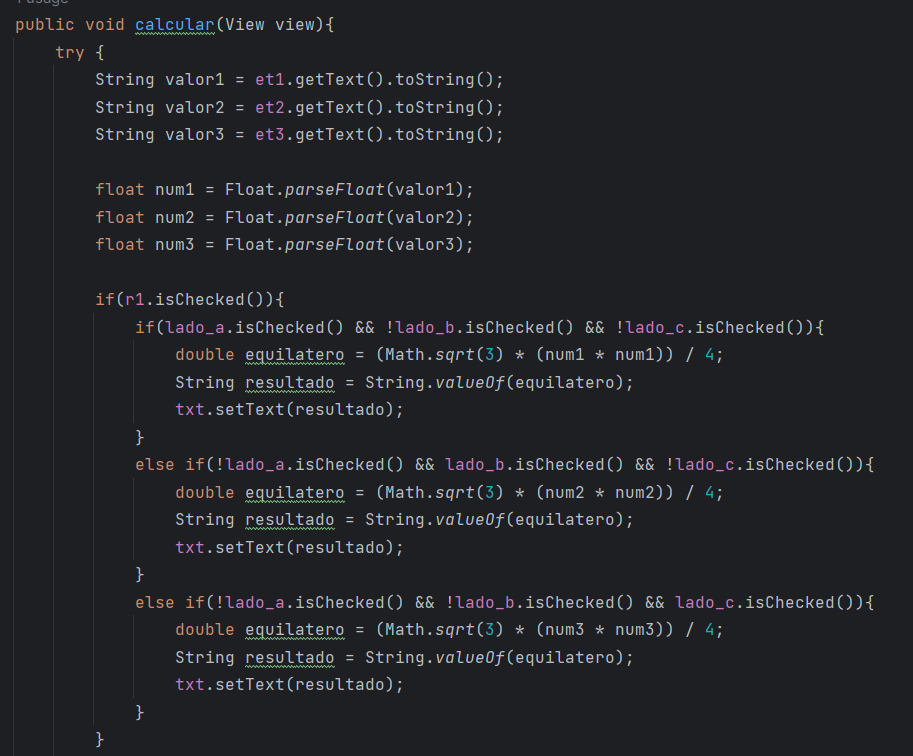 public void calcular(View view){
try {
String valor1 = et1.getText().toString();
String valor2 = et2.getText().toString();
String valor3 = et3.getText().toString();
float num1 = Float.parseFloat(valor1);
float num2 = Float.parseFloat(valor2);
float num3 = Float.parseFloat(valor3);
if(r1.isChecked()){
if(lado_a.isChecked() && !lado_b.isChecked() && !lado_c.isChecked()){
double equilatero = (Math.sqrt(3) * (num1 * num1)) / 4;
String resultado = String.valueOf(equilatero);
txt.setText(resultado);
}
else if(!lado_a.isChecked() && lado_b.isChecked() && !lado_c.isChecked()){
double equilatero = (Math.sqrt(3) * (num2 * num2)) / 4;
String resultado = String.valueOf(equilatero);
txt.setText(resultado);
}
else if(!lado_a.isChecked() && !lado_b.isChecked() && lado_c.isChecked()){
double equilatero = (Math.sqrt(3) * (num3 * num3)) / 4;
String resultado = String.valueOf(equilatero);
txt.setText(resultado);
}
}